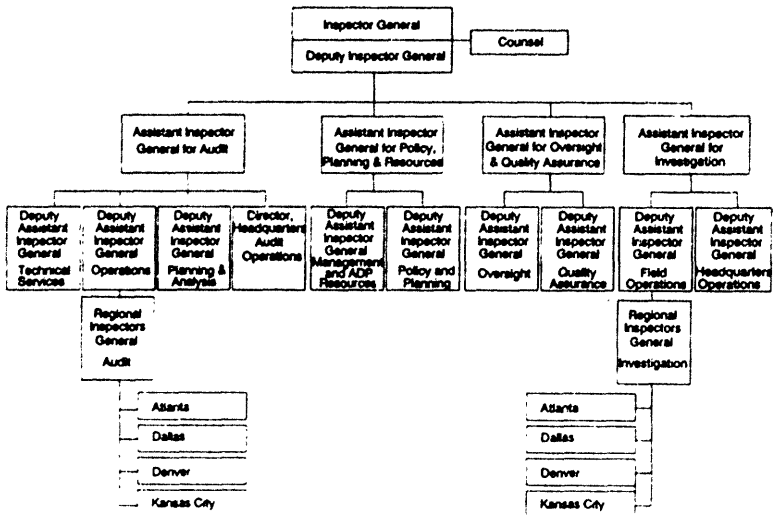 Inspector General
Deputy Inspector General
Counsel
Assistant Inspector
General for Audit
Assistant Inspector
General for Policy,
Planning & Resources
Assistant Inspector
General for Oversight
& Quality Assurance
Assistant Inspector
General for
Investigation
Deputy
Assistant
Inspector
General
Technical
Services
Deputy
Assistant
Inspector
General
Operations
Deputy
Assistant
Inspector
General
Planning &
Analysis
Director,
Headquarters
Audit
Operations
Deputy
Assistant
Inspector
General
Management
and ADP
Resources
Deputy
Assistant
Inspector
General
Policy and
Planning
Deputy
Assistant
Inspector
General
Oversight
Deputy
Assistant
Inspector
General
Quality
Assurance
Deputy
Assistant
Inspector
General
Field
Operations
Deputy
Assistant
Inspector
General
Headquarters
Operations
Regional
Inspectors
General
Audit
Atlanta
Dallas
Denver
Kansas City
Regional
Inspectors
General
Investigation
Atlanta
Dallas
Denver
Kansas City